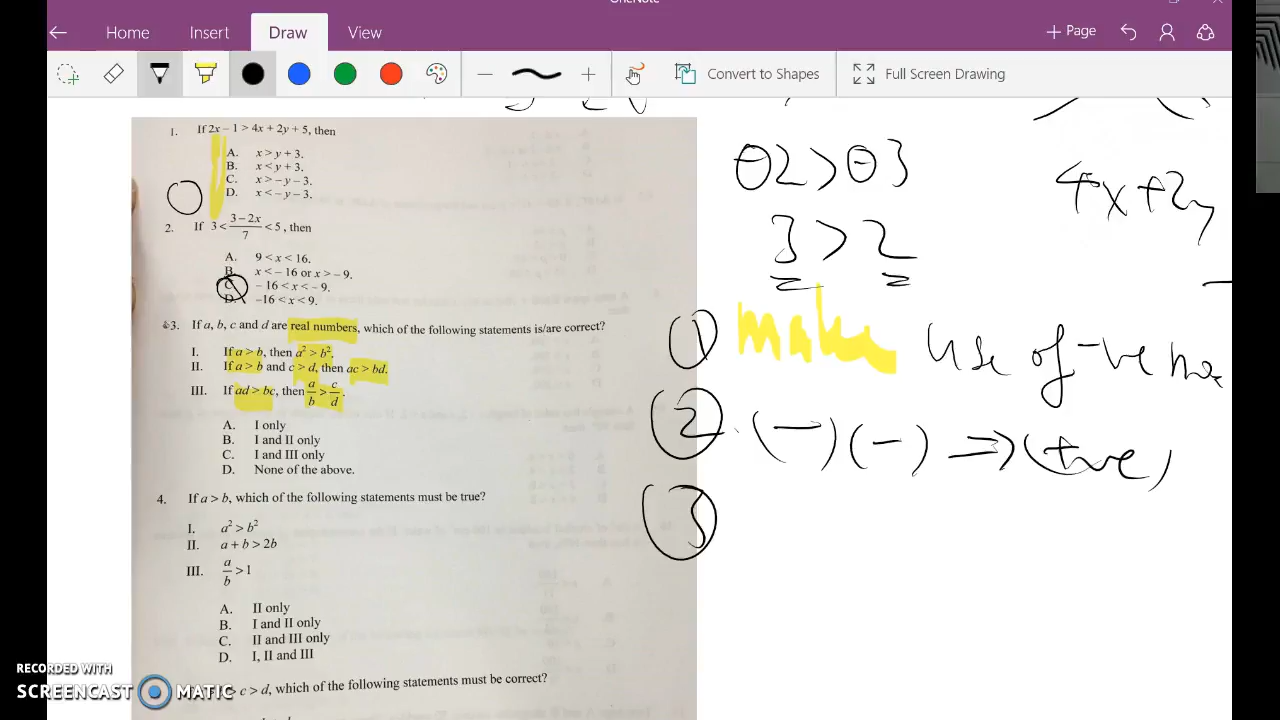 OneNote
Home Insert Draw View
Page
Convert to Shapes
Full Screen Drawing
1. If 2x – 1 > 4x + 2y + 5, then
A. x > y + 3.
B. x < y + 3.
C. x > – y – 3.
D. x < – y – 3.
2. If 3 < (3 – 2x)/7 < 5, then
A. 9 < x < 16.
B. x < – 16 or x > – 9.
C. – 16 < x < – 9.
D. –16 < x < 9.
3. If a, b, c and d are real numbers, which of the following statements is/are correct?
I. If a > b, then a² > b².
II. If a > b and c > d, then ac > bd.
III. If ad > bc, then a/b > c/d.
A. I only
B. I and II only
C. I and III only
D. None of the above.
4. If a > b, which of the following statements must be true?
I. a² > b²
II. a + b > 2b
III. a/b > 1
A. II only
B. I and II only
C. II and III only
D. I, II and III
> c > d, which of the following statements must be correct?
⊖2 > ⊖3
3 > 2
4x + 2y
① make use of -ve nos
② (–)(–) ⇒ (+ve)
③
RECORDED WITH
SCREENCAST MATIC